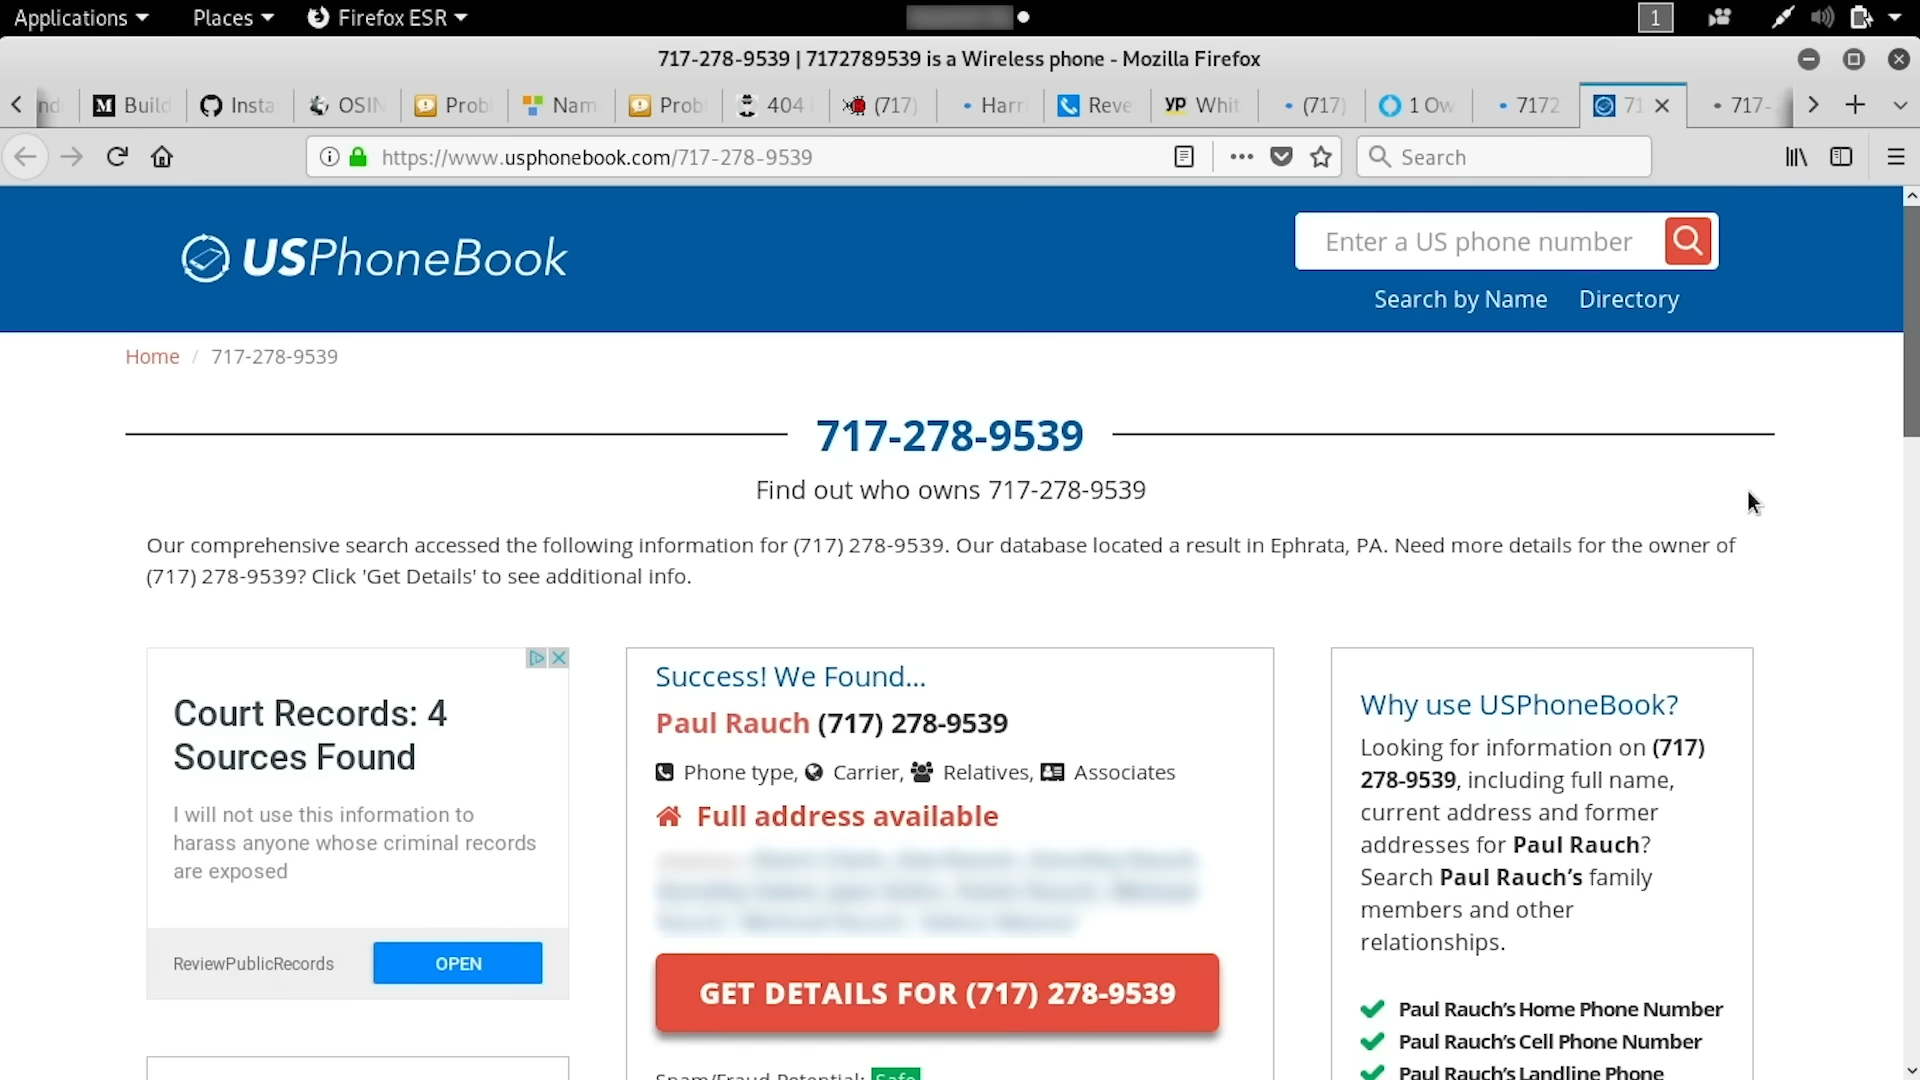 Applications Places Firefox ESR 1
717-278-9539 | 7172789539 is a Wireless phone - Mozilla Firefox
Build Insta OSIN Prob Nam Prob 404 (717) Harri Reve YP Whit (717) 1 Ow 7172 71 717-
https://www.usphonebook.com/717-278-9539 Search
USPhoneBook
Enter a US phone number
Search by Name Directory
Home / 717-278-9539
717-278-9539
Find out who owns 717-278-9539
Our comprehensive search accessed the following information for (717) 278-9539. Our database located a result in Ephrata, PA. Need more details for the owner of
(717) 278-9539? Click 'Get Details' to see additional info.
Court Records: 4
Sources Found
I will not use this information to
harass anyone whose criminal records
are exposed
ReviewPublicRecords OPEN
Success! We Found...
Paul Rauch (717) 278-9539
Phone type, Carrier, Relatives, Associates
Full address available
GET DETAILS FOR (717) 278-9539
Spam/Fraud Potential: Safe
Why use USPhoneBook?
Looking for information on (717)
278-9539, including full name,
current address and former
addresses for Paul Rauch?
Search Paul Rauch's family
members and other
relationships.
Paul Rauch's Home Phone Number
Paul Rauch's Cell Phone Number
Paul Rauch's Landline Phone